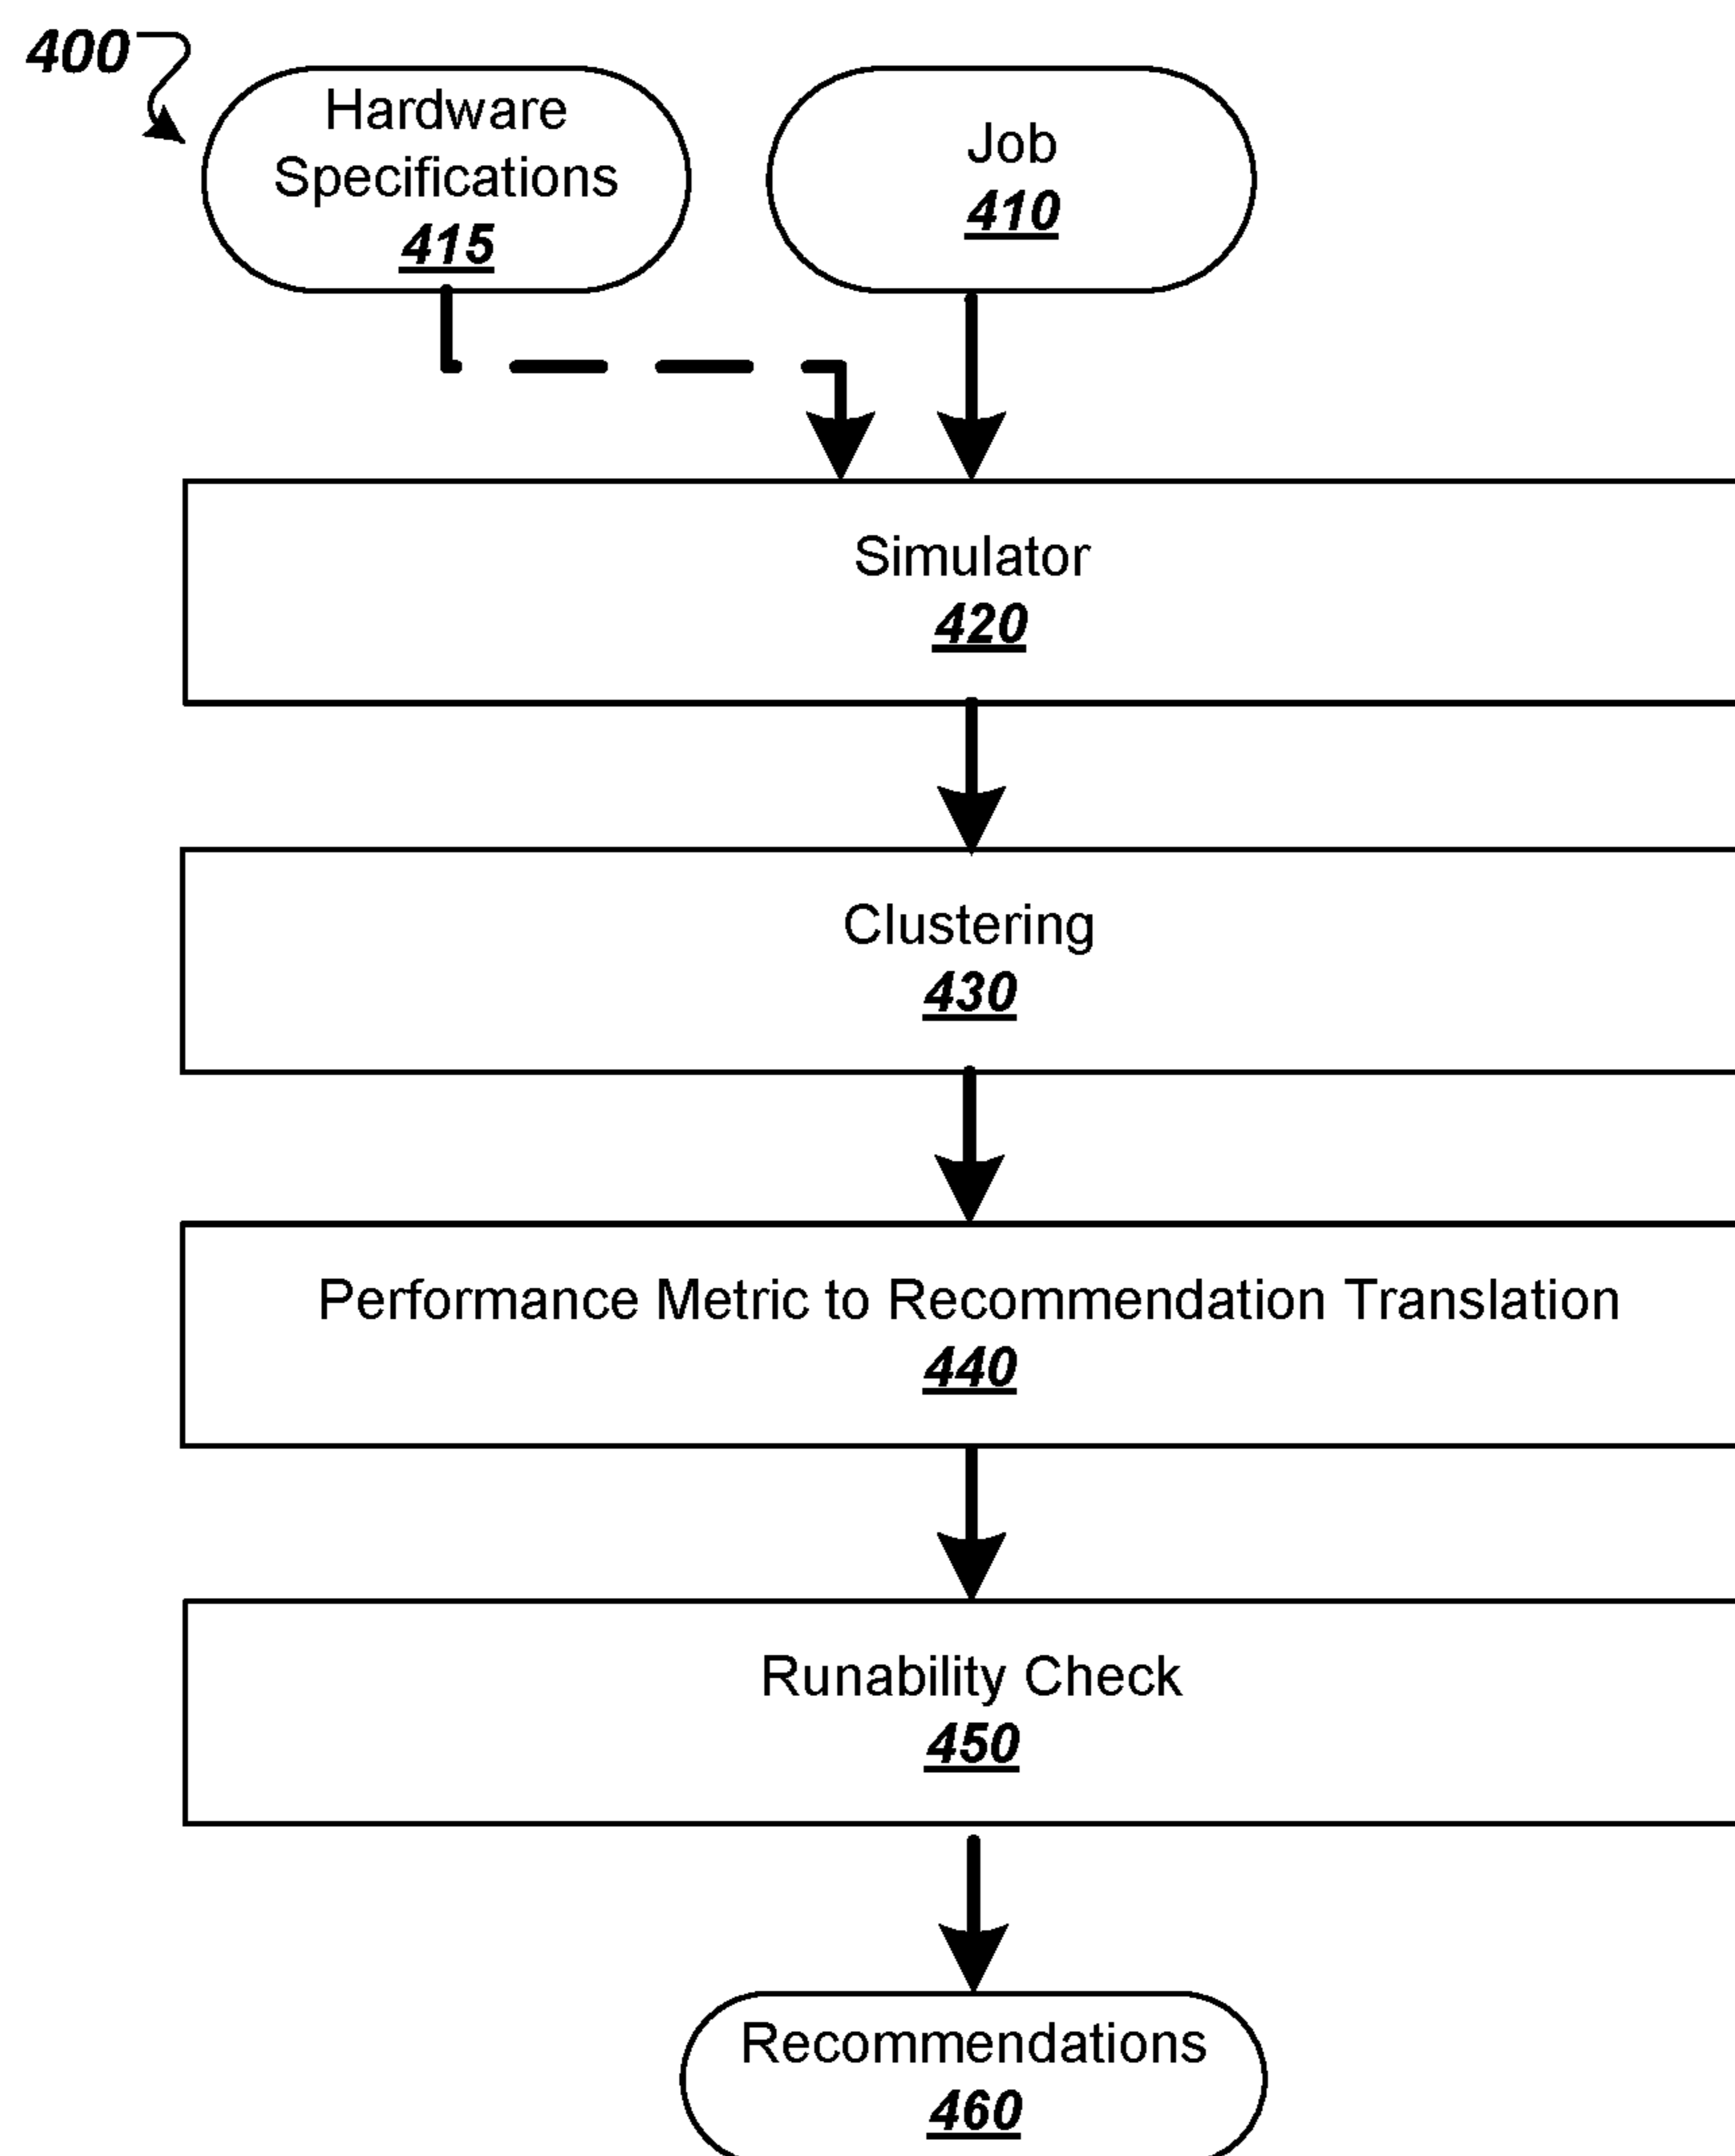 400
Hardware
Specifications
415
Job
410
Simulator
420
Clustering
430
Performance Metric to Recommendation Translation
440
Runability Check
450
Recommendations
460